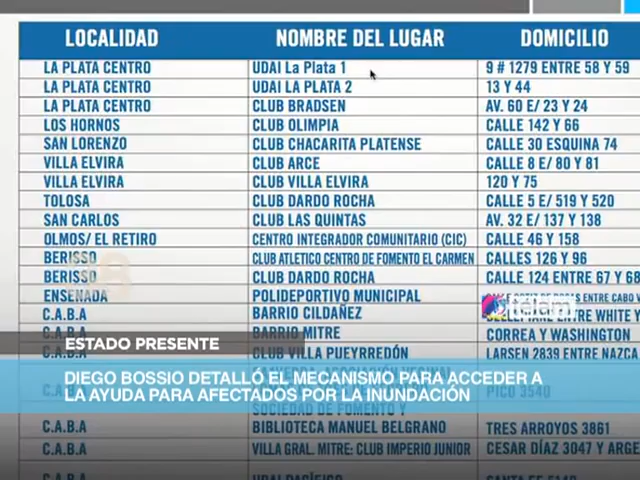 LOCALIDAD NOMBRE DEL LUGAR DOMICILIO
LA PLATA CENTRO UDAI La Plata 1 9 # 1279 ENTRE 58 Y 59
LA PLATA CENTRO UDAI LA PLATA 2 13 Y 44
LA PLATA CENTRO CLUB BRADSEN AV. 60 E/ 23 Y 24
LOS HORNOS CLUB OLIMPIA CALLE 142 Y 66
SAN LORENZO CLUB CHACARITA PLATENSE CALLE 30 ESQUINA 74
VILLA ELVIRA CLUB ARCE CALLE 8 E/ 80 Y 81
VILLA ELVIRA CLUB VILLA ELVIRA 120 Y 75
TOLOSA CLUB DARDO ROCHA CALLE 5 E/ 519 Y 520
SAN CARLOS CLUB LAS QUINTAS AV. 32 E/ 137 Y 138
OLMOS/ EL RETIRO CENTRO INTEGRADOR COMUNITARIO (CIC) CALLE 46 Y 158
BERISSO CLUB ATLETICO CENTRO DE FOMENTO EL CARMEN CALLES 126 Y 96
BERISSO CLUB DARDO ROCHA CALLE 124 ENTRE 67 Y 68
ENSENADA POLIDEPORTIVO MUNICIPAL ENTRE CABO V
C.A.B.A BARRIO CILDAÑEZ ENTRE WHITE Y
C.A.B.A BARRIO MITRE CORREA Y WASHINGTON
C.A.B.A CLUB VILLA PUEYRREDÓN LARSEN 2839 ENTRE NAZCA
ESTADO PRESENTE
DIEGO BOSSIO DETALLÓ EL MECANISMO PARA ACCEDER A
LA AYUDA PARA AFECTADOS POR LA INUNDACIÓN
PICO 3540
SOCIEDAD DE FOMENTO Y
C.A.B.A BIBLIOTECA MANUEL BELGRANO TRES ARROYOS 3861
C.A.B.A VILLA GRAL. MITRE: CLUB IMPERIO JUNIOR CESAR DÍAZ 3047 Y ARGE